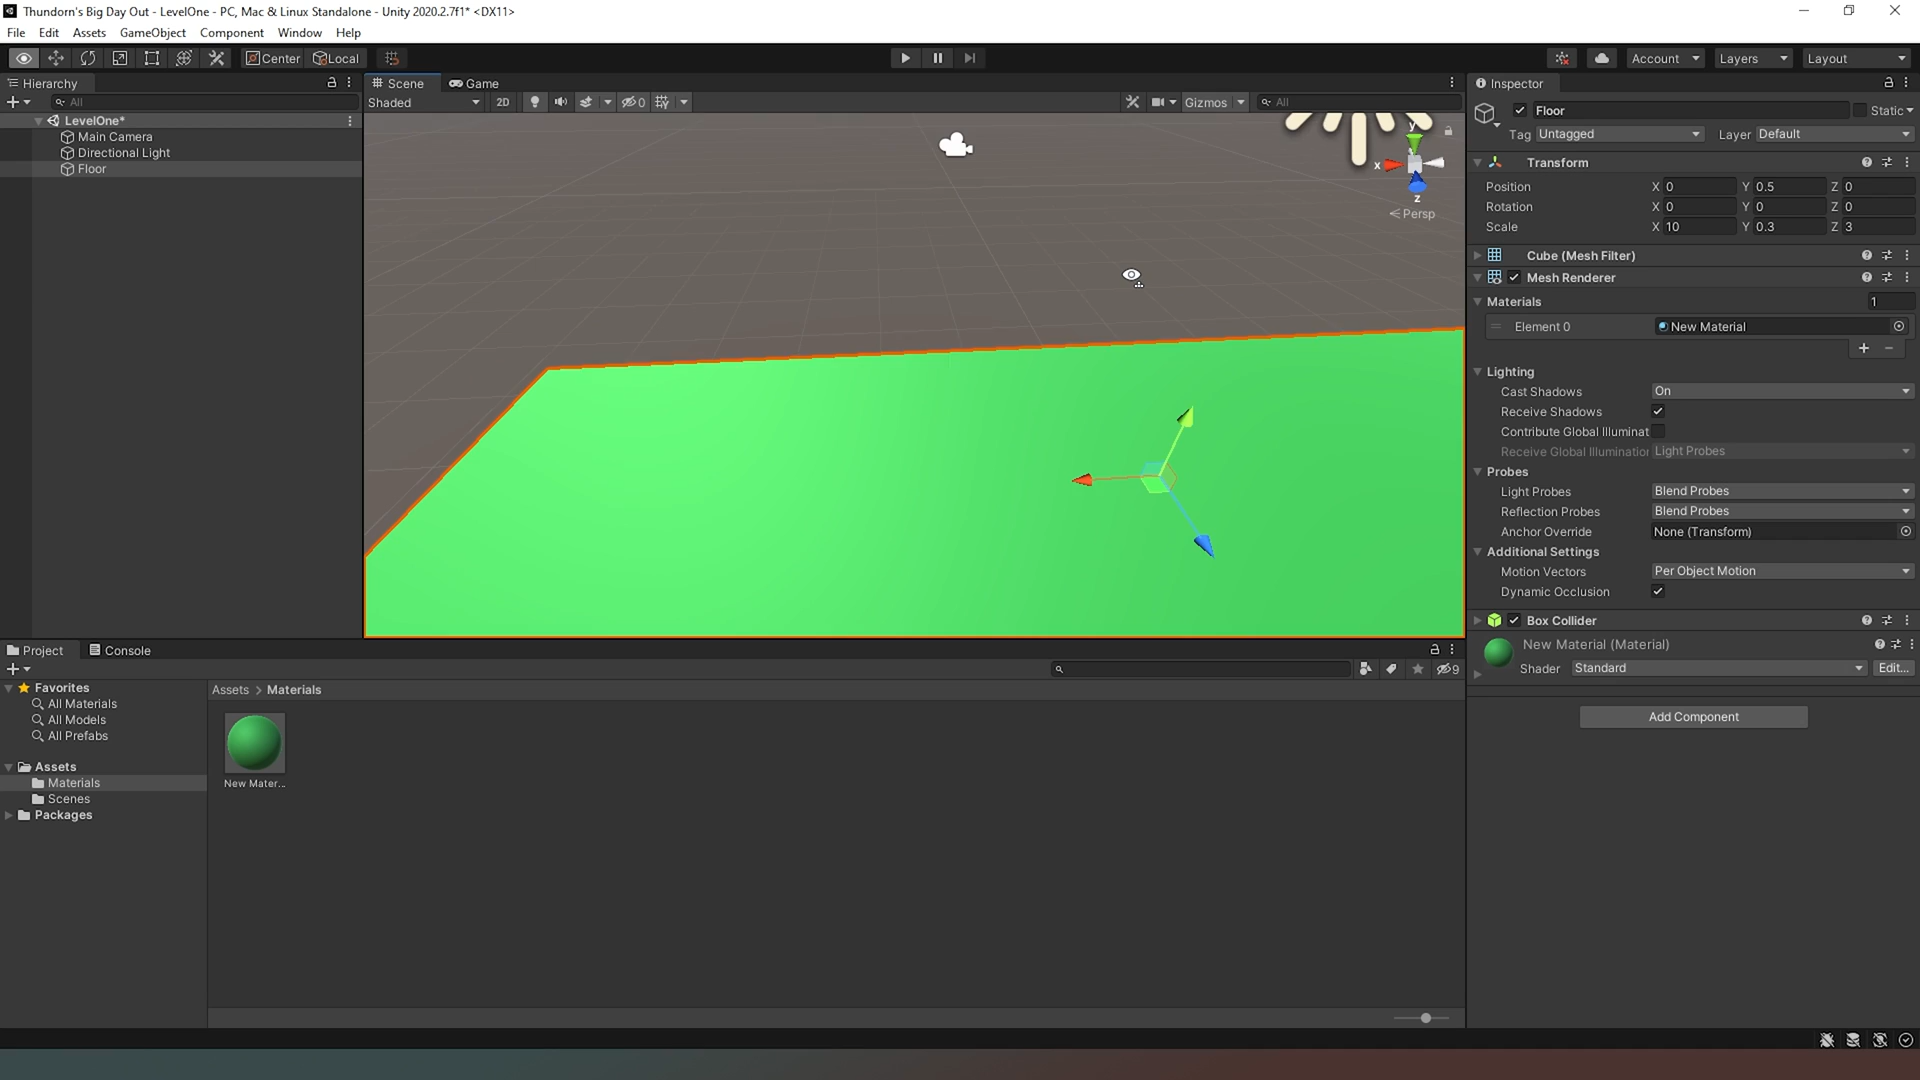 Thundorn's Big Day Out - LevelOne - PC, Mac & Linux Standalone - Unity 2020.2.7f1* <DX11>
File Edit Assets GameObject Component Window Help
Center Local
Account Layers Layout
Hierarchy
All
LevelOne*
Main Camera
Directional Light
Floor
Scene Game
Shaded 2D 0 Gizmos All
y
x
z
Persp
Inspector
Floor Static
Tag Untagged Layer Default
Transform
Position X 0 Y 0.5 Z 0
Rotation X 0 Y 0 Z 0
Scale X 10 Y 0.3 Z 3
Cube (Mesh Filter)
Mesh Renderer
Materials 1
Element 0 New Material
Lighting
Cast Shadows On
Receive Shadows
Contribute Global Illuminat
Receive Global Illumination Light Probes
Probes
Light Probes Blend Probes
Reflection Probes Blend Probes
Anchor Override None (Transform)
Additional Settings
Motion Vectors Per Object Motion
Dynamic Occlusion
Box Collider
New Material (Material)
Shader Standard Edit...
Add Component
Project Console
9
Favorites
All Materials
All Models
All Prefabs
Assets
Materials
Scenes
Packages
Assets > Materials
New Mater...